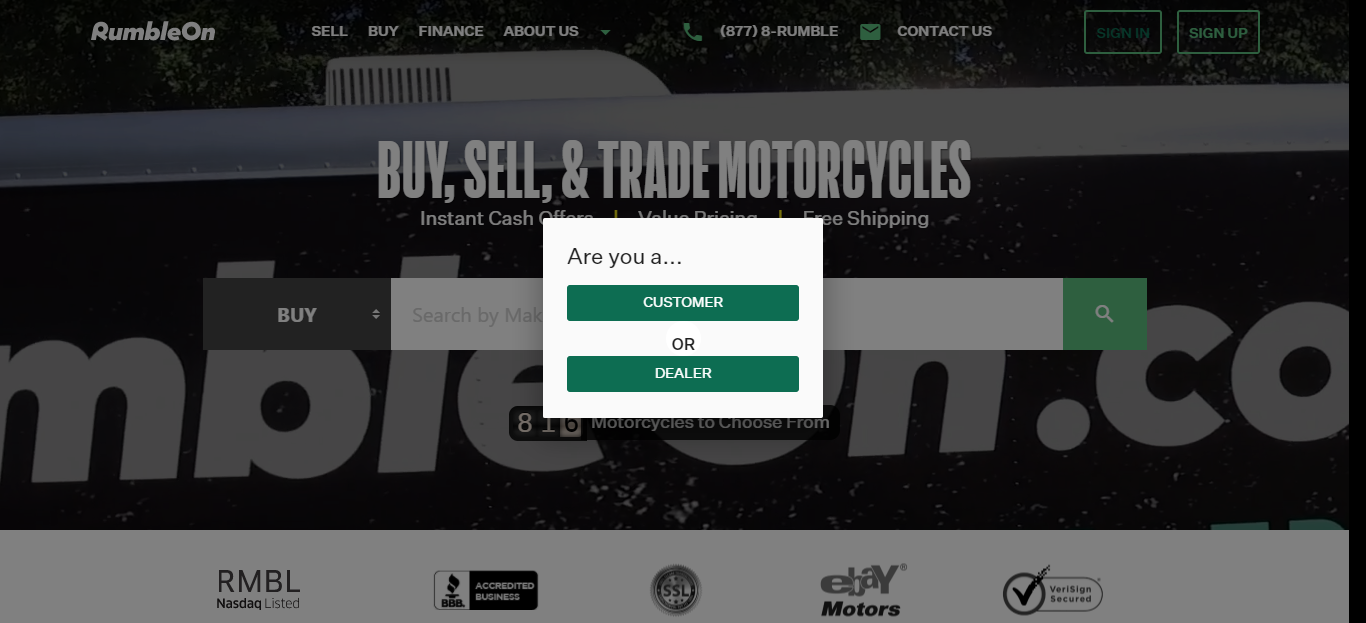 RumbleOn
SELL
BUY
FINANCE
ABOUT US
(877) 8-RUMBLE
CONTACT US
SIGN IN
SIGN UP
BUY, SELL, & TRADE MOTORCYCLES
Instant Cash Offers | Value Pricing | Free Shipping
Are you a...
CUSTOMER
OR
DEALER
BUY
Search by Mak
mbleOn.co
816 Motorcycles to Choose From
RMBL
Nasdaq Listed
BBB.
ACCREDITED
BUSINESS
SSL
ebay®
Motors
VeriSign
Secured